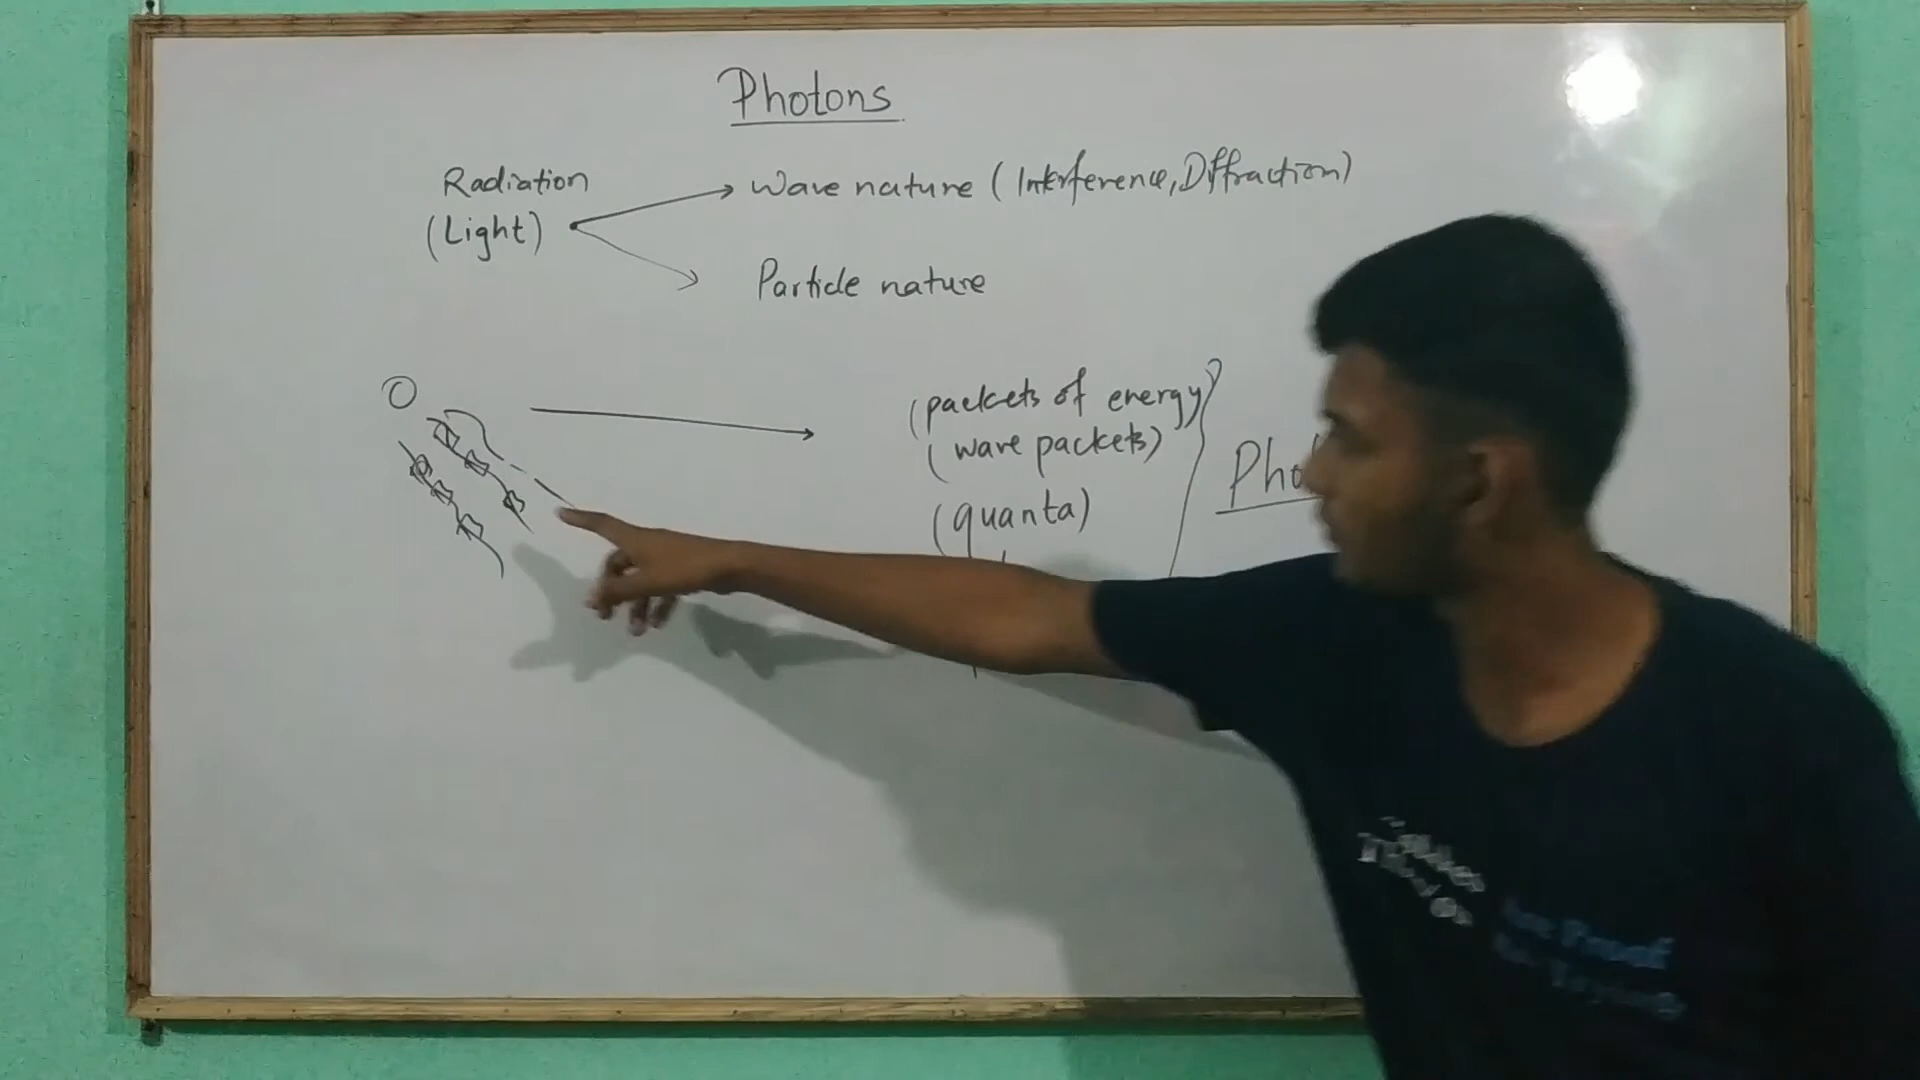 Photons
Radiation
(Light)
Wave nature (Interference, Diffraction)
Particle nature
(packets of energy)
(wave packets)
(quanta)